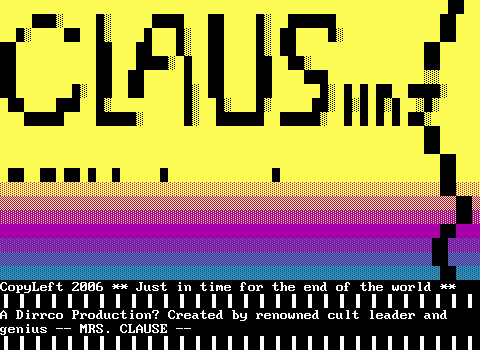 CLAUS
CopyLeft 2006 ** Just in time for the end of the world **
A Dirrco Production? Created by renowned cult leader and
genius -- MRS. CLAUSE --